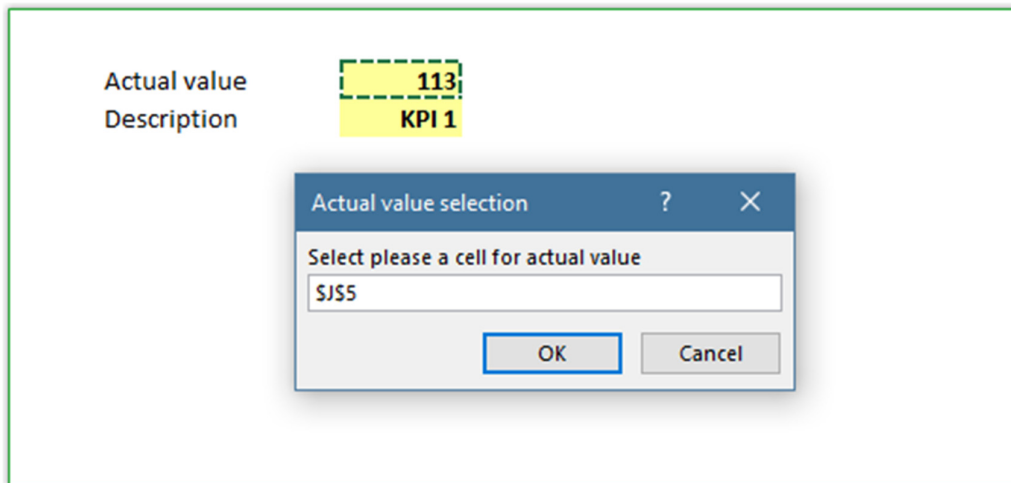 Actual value 113
Description KPI 1
Actual value selection ?
Select please a cell for actual value
$J$5
OK Cancel